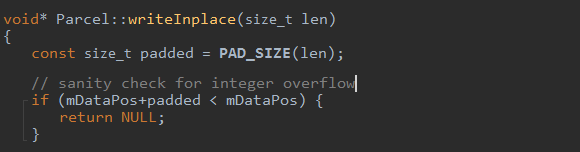 void* Parcel::writeInplace(size_t len)
{
    const size_t padded = PAD_SIZE(len);
    // sanity check for integer overflow
    if (mDataPos+padded < mDataPos) {
        return NULL;
    }